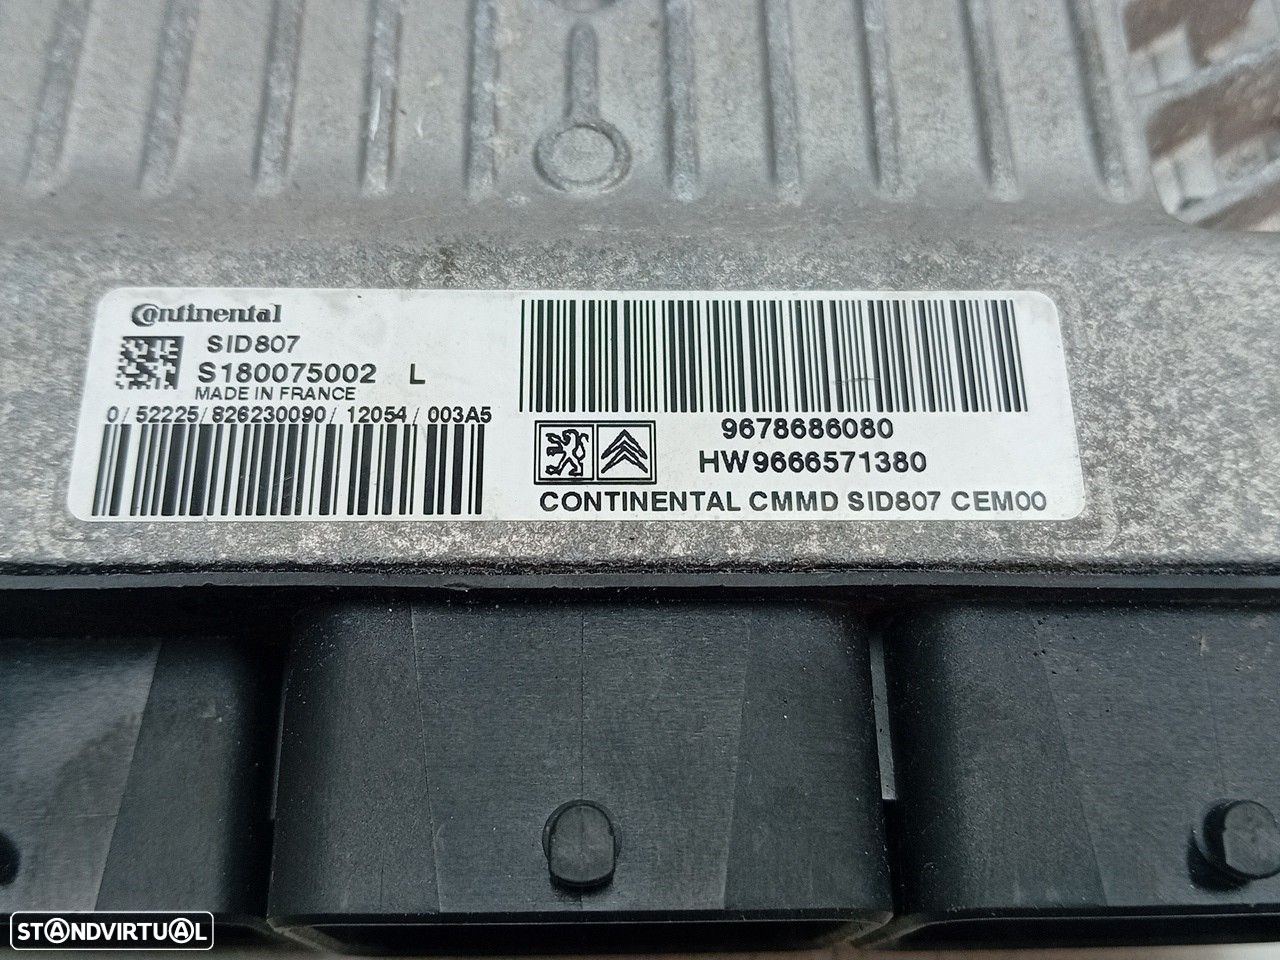 Continental
SID807
S180075002 L
MADE IN FRANCE
0/52225/826230090/12054/003A5
9678686080
HW9666571380
CONTINENTAL CMMD SID807 CEM00
STANDVIRTUAL